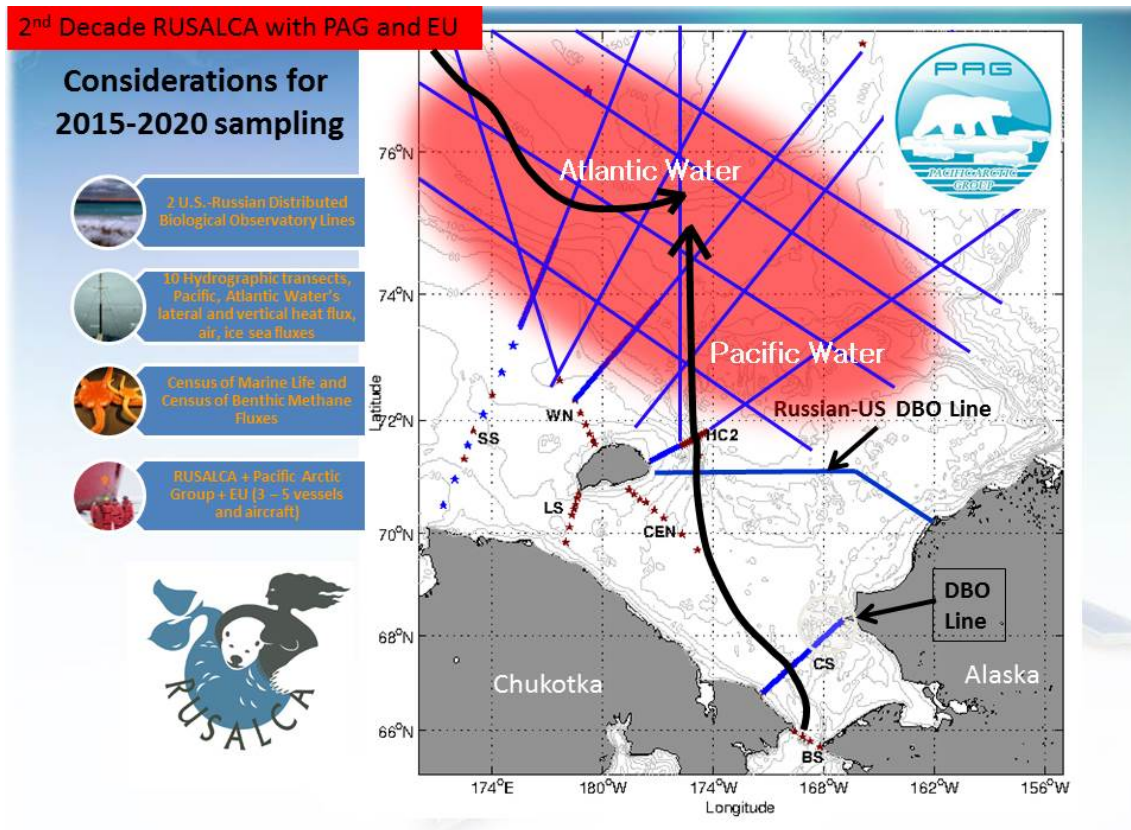 2nd Decade RUSALCA with PAG and EU
Considerations for
2015-2020 sampling
2 U.S.-Russian Distributed
Biological Observatory Lines
10 Hydrographic transects,
Pacific, Atlantic Water's
lateral and vertical heat flux,
air, ice sea fluxes
Census of Marine Life and
Census of Benthic Methane
Fluxes
RUSALCA + Pacific Arctic
Group + EU (3 – 5 vessels
and aircraft)
RUSALCA
PAG
PACIFIC ARCTIC
GROUP
Atlantic Water
Pacific Water
Russian-US DBO Line
DBO
Line
WN
SS
HC2
LS
CEN
CS
BS
Chukotka
Alaska
Latitude
76°N
74°N
72°N
70°N
68°N
66°N
174°E
180°W
174°W
168°W
162°W
156°W
Longitude